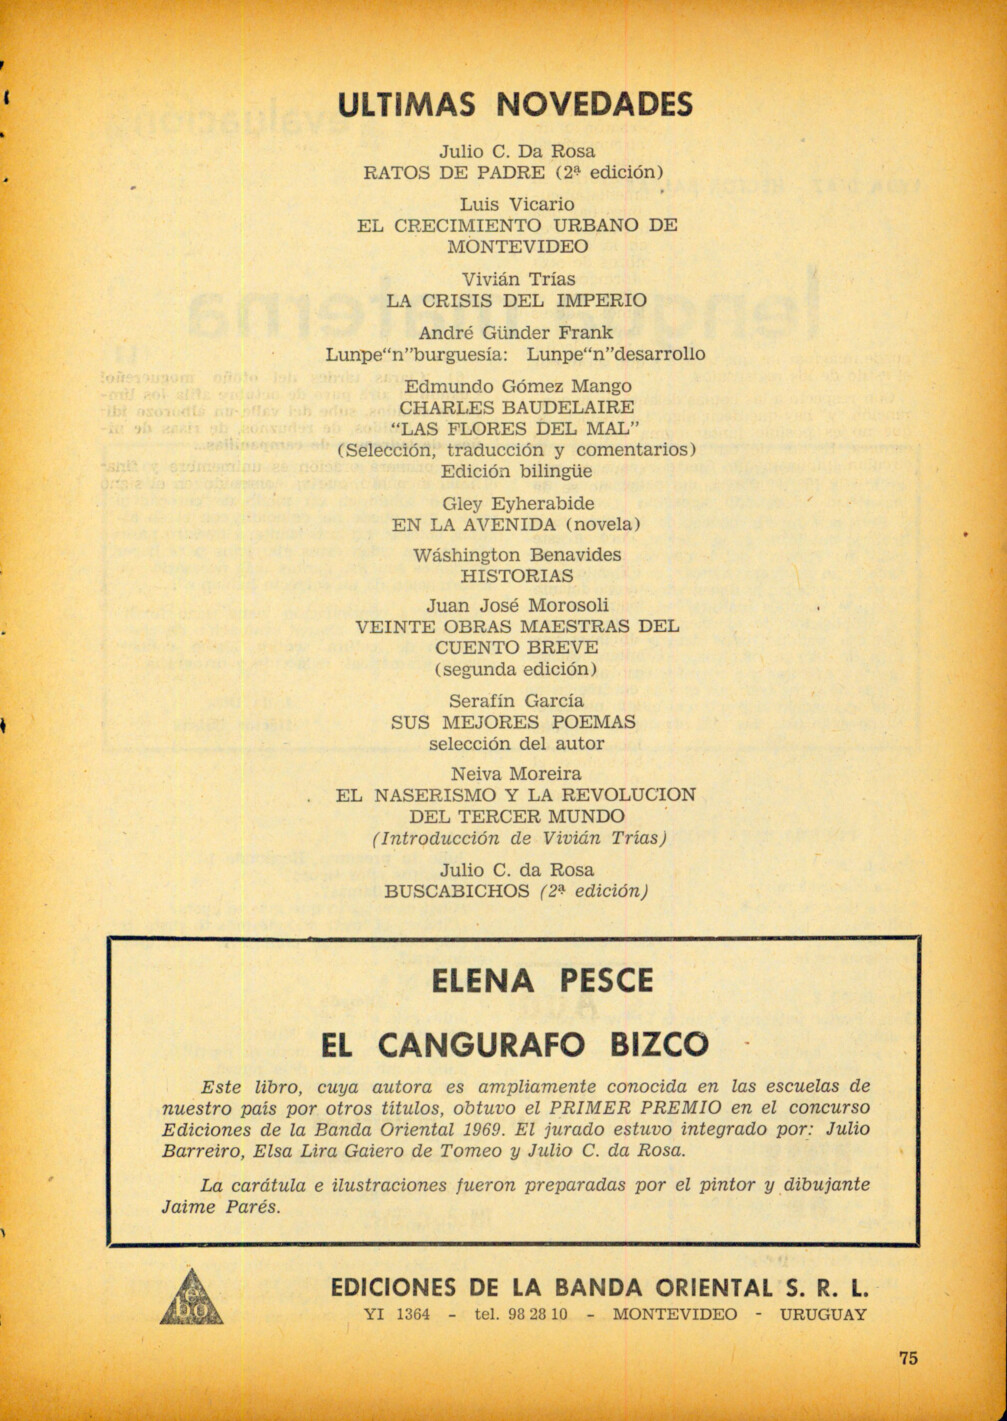 ULTIMAS NOVEDADES
Julio C. Da Rosa
RATOS DE PADRE (2ª edición)
Luis Vicario
EL CRECIMIENTO URBANO DE
MONTEVIDEO
Vivián Trías
LA CRISIS DEL IMPERIO
André Günder Frank
Lunpe“n”burguesía: Lunpe“n”desarrollo
Edmundo Gómez Mango
CHARLES BAUDELAIRE
“LAS FLORES DEL MAL”
(Selección, traducción y comentarios)
Edición bilingüe
Gley Eyherabide
EN LA AVENIDA (novela)
Wáshington Benavides
HISTORIAS
Juan José Morosoli
VEINTE OBRAS MAESTRAS DEL
CUENTO BREVE
(segunda edición)
Serafín García
SUS MEJORES POEMAS
selección del autor
Neiva Moreira
EL NASERISMO Y LA REVOLUCION
DEL TERCER MUNDO
(Introducción de Vivián Trías)
Julio C. da Rosa
BUSCABICHOS (2ª edición)
ELENA PESCE
EL CANGURAFO BIZCO
Este libro, cuya autora es ampliamente conocida en las escuelas de
nuestro país por otros títulos, obtuvo el PRIMER PREMIO en el concurso
Ediciones de la Banda Oriental 1969. El jurado estuvo integrado por: Julio
Barreiro, Elsa Lira Gaiero de Tomeo y Julio C. da Rosa.
La carátula e ilustraciones fueron preparadas por el pintor y dibujante
Jaime Parés.
e
bo
EDICIONES DE LA BANDA ORIENTAL S. R. L.
YI 1364 - tel. 98 28 10 - MONTEVIDEO - URUGUAY
75